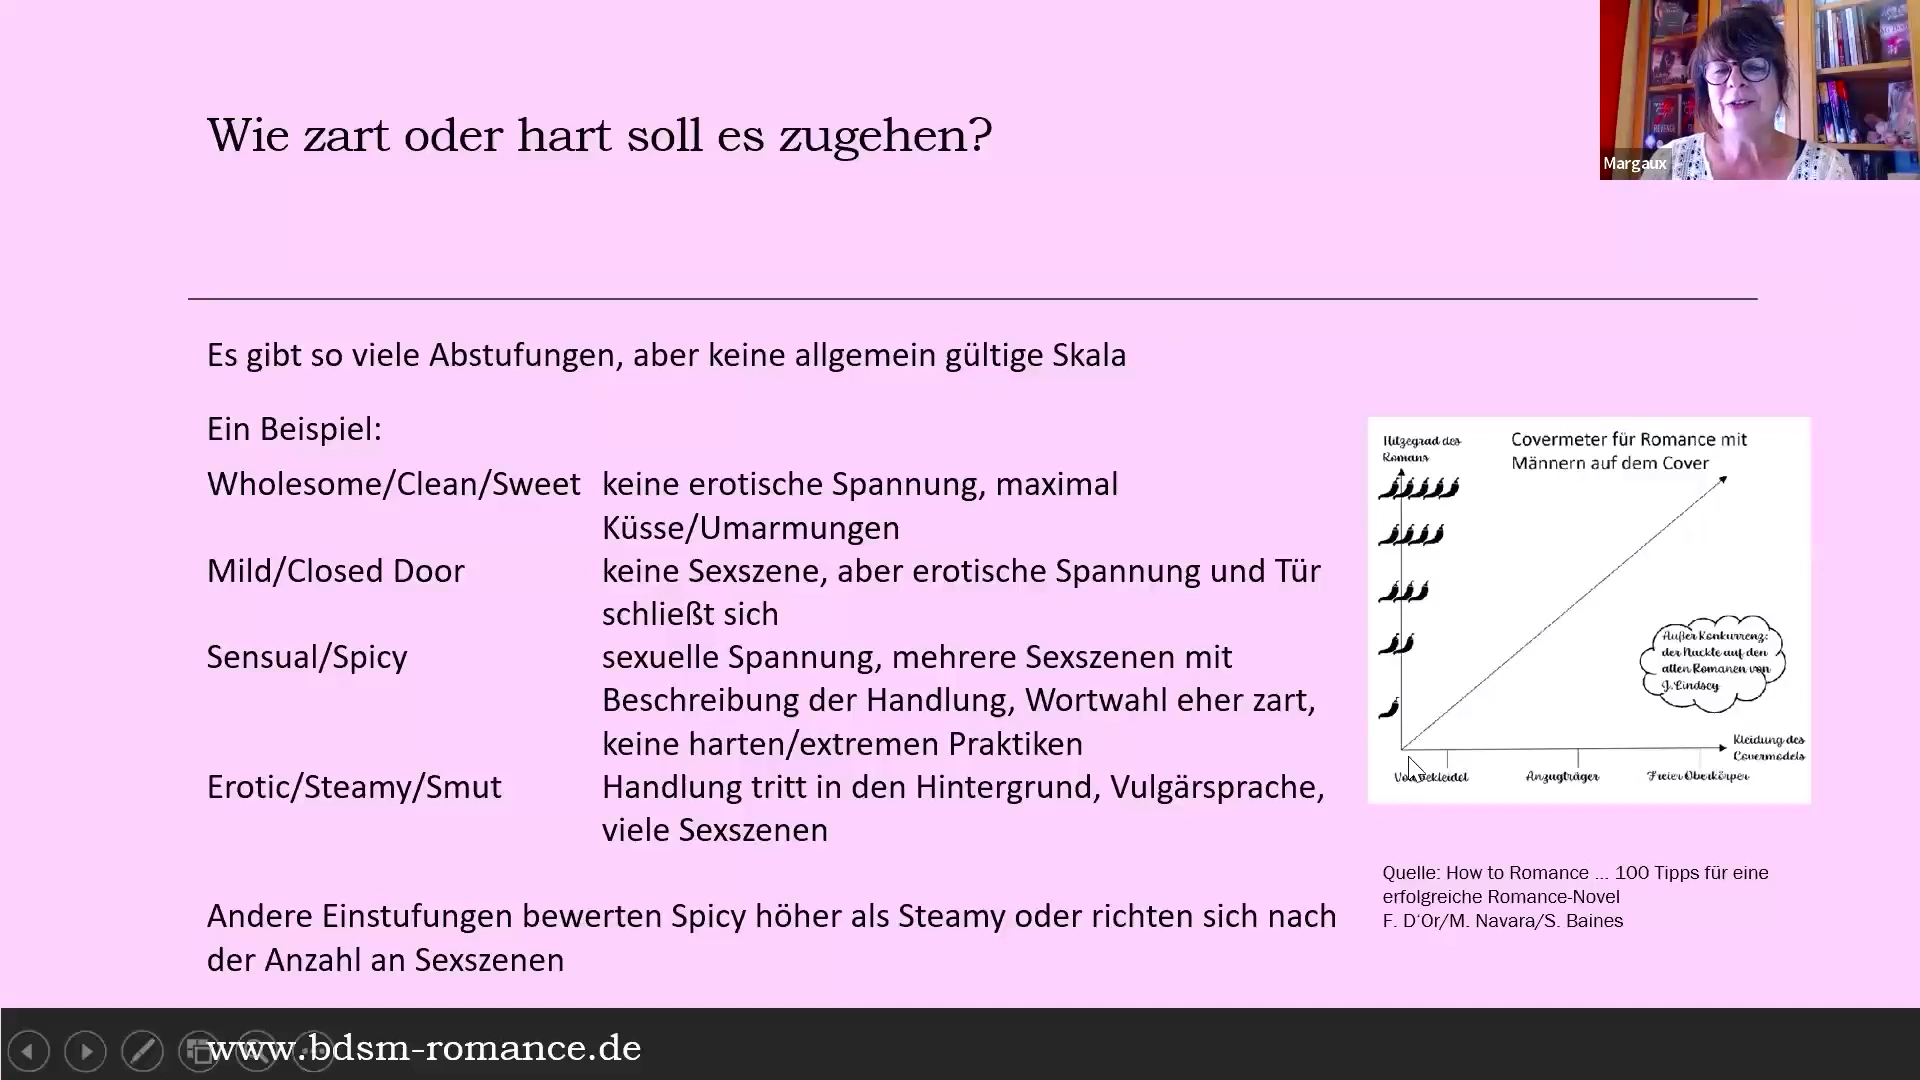 Wie zart oder hart soll es zugehen?
Margaux
Es gibt so viele Abstufungen, aber keine allgemein gültige Skala
Ein Beispiel:
Wholesome/Clean/Sweet keine erotische Spannung, maximal
Küsse/Umarmungen
Mild/Closed Door keine Sexszene, aber erotische Spannung und Tür
schließt sich
Sensual/Spicy sexuelle Spannung, mehrere Sexszenen mit
Beschreibung der Handlung, Wortwahl eher zart,
keine harten/extremen Praktiken
Erotic/Steamy/Smut Handlung tritt in den Hintergrund, Vulgärsprache,
viele Sexszenen
Andere Einstufungen bewerten Spicy höher als Steamy oder richten sich nach
der Anzahl an Sexszenen
Hitzegrad des
Romans
Covermeter für Romance mit
Männern auf dem Cover
Außer Konkurrenz:
der Nackte auf den
alten Romanen von
J. Lindsey
Kleidung des
Covermodels
Vollbekleidet
Anzugträger
Freier Oberkörper
Quelle: How to Romance ... 100 Tipps für eine
erfolgreiche Romance-Novel
F. D'Or/M. Navara/S. Baines
www.bdsm-romance.de